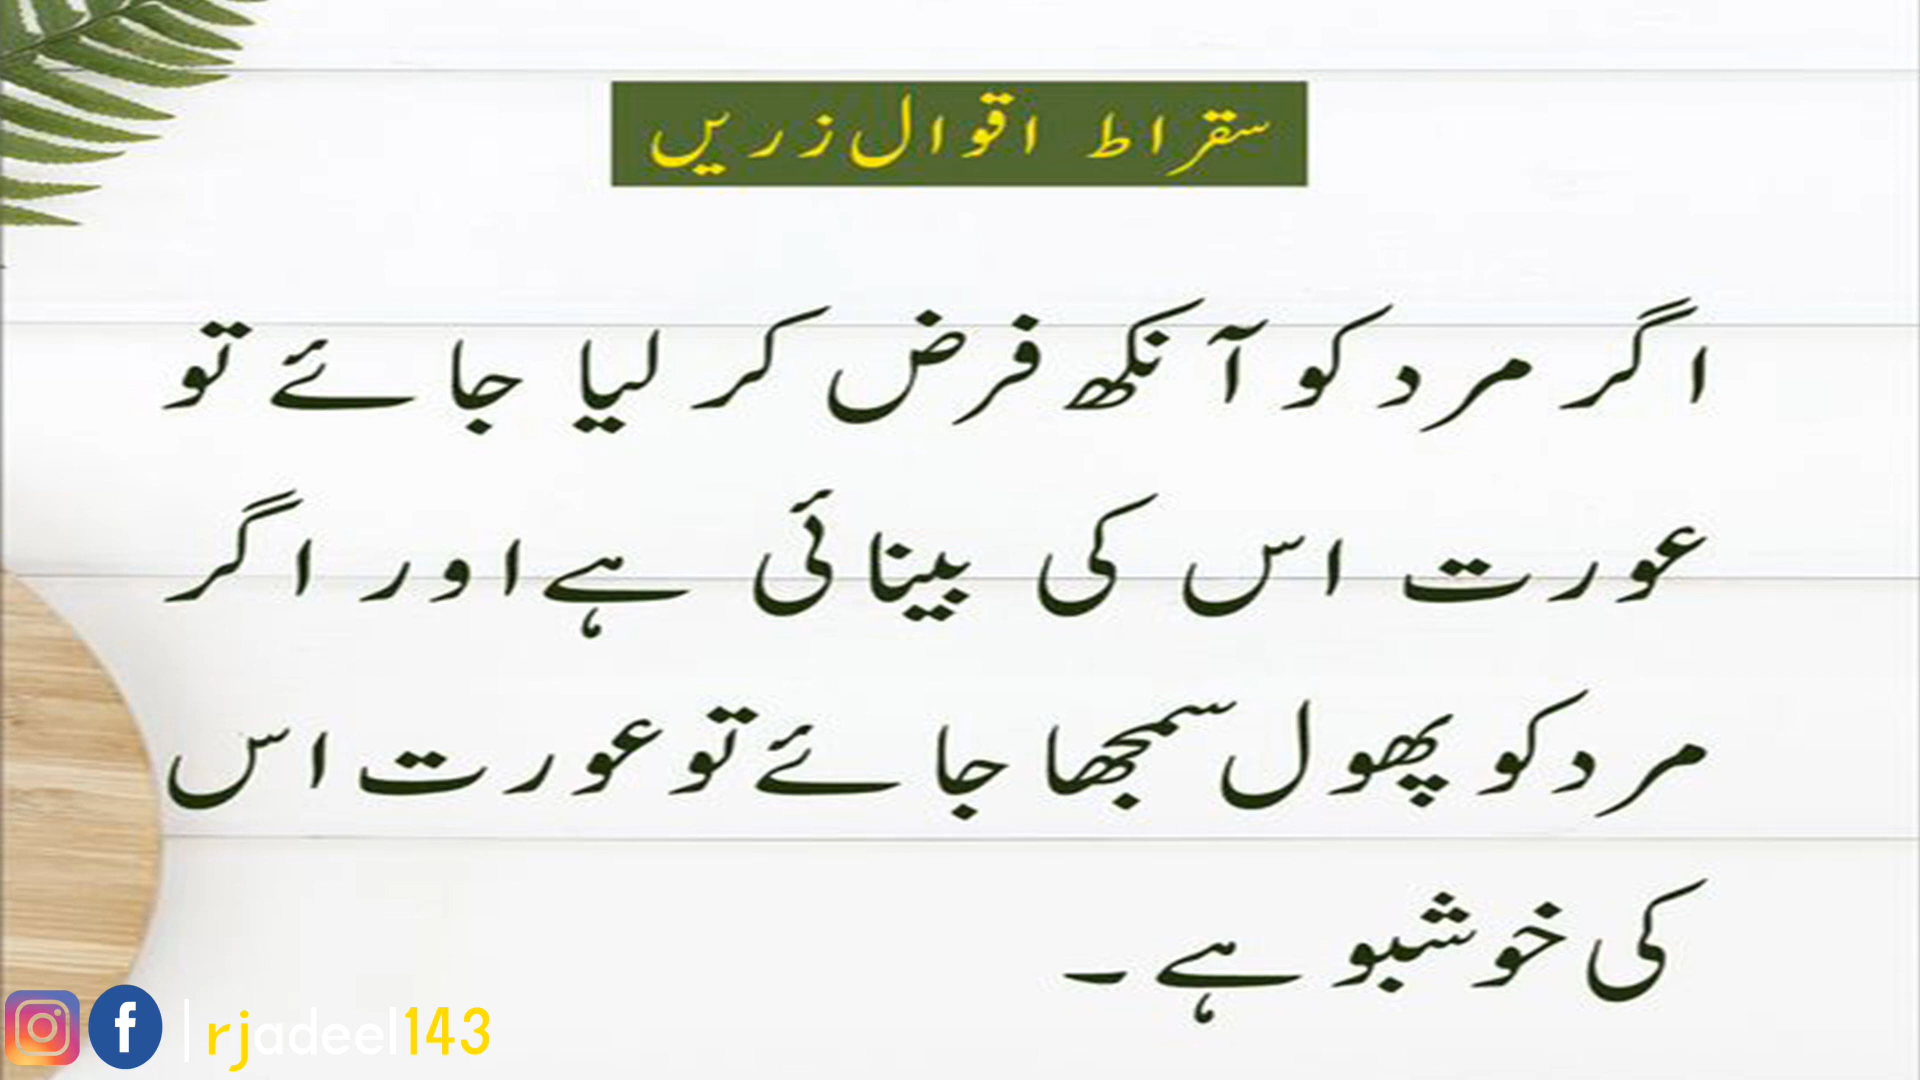 سقراط اقوال زریں
اگر مرد کو آنکھ فرض کر لیا جائے تو
عورت اس کی بینائی ہے اور اگر
مرد کو پھول سمجھا جائے تو عورت اس
کی خوشبو ہے۔
rjadeel143